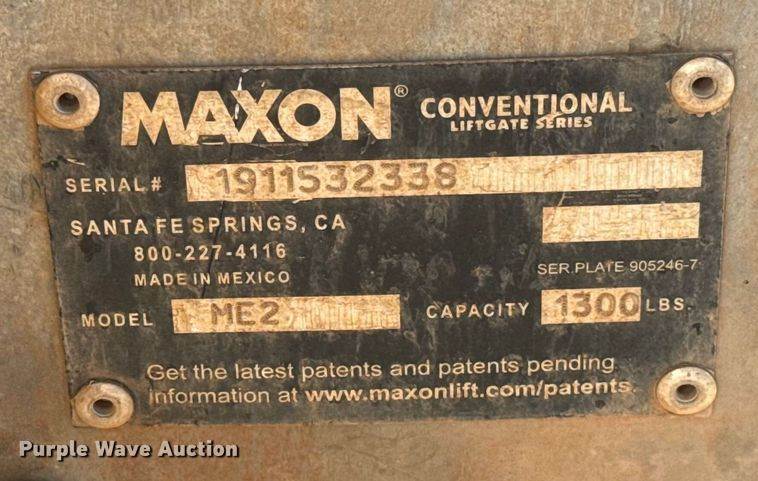 MAXON® CONVENTIONAL
LIFTGATE SERIES
SERIAL # 1911532338
SANTA FE SPRINGS, CA
800-227-4116
MADE IN MEXICO
SER.PLATE 905246-7
MODEL ME2 CAPACITY 1300 LBS.
Get the latest patents and patents pending
information at www.maxonlift.com/patents.
Purple Wave Auction